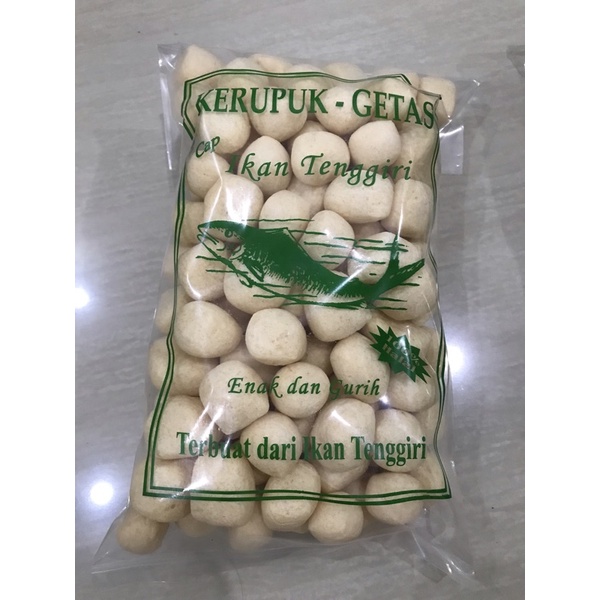 KERUPUK - GETAS
Cap
Ikan Tenggiri
Enak dan Gurih
Terbuat dari Ikan Tenggiri